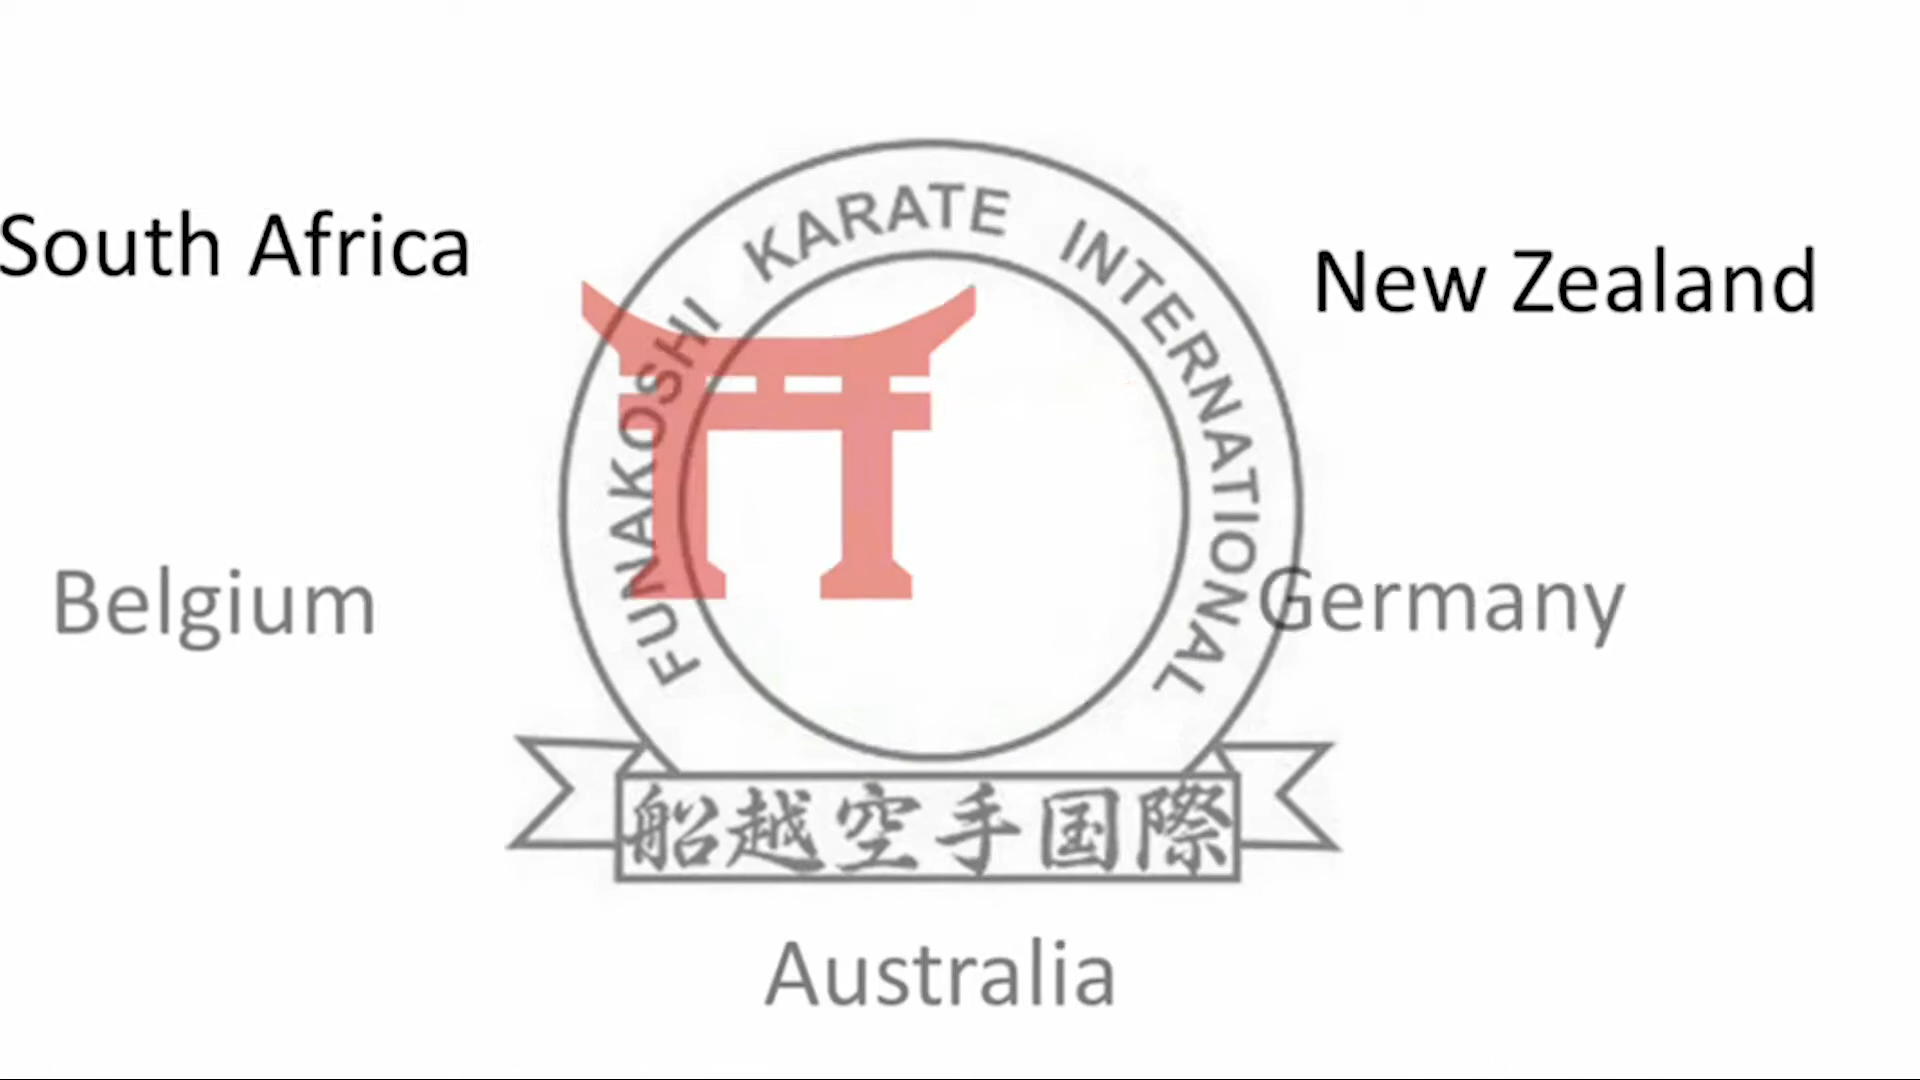 South Africa
New Zealand
FUNAKOSHI KARATE INTERNATIONAL
Belgium
Germany
船越空手国際
Australia